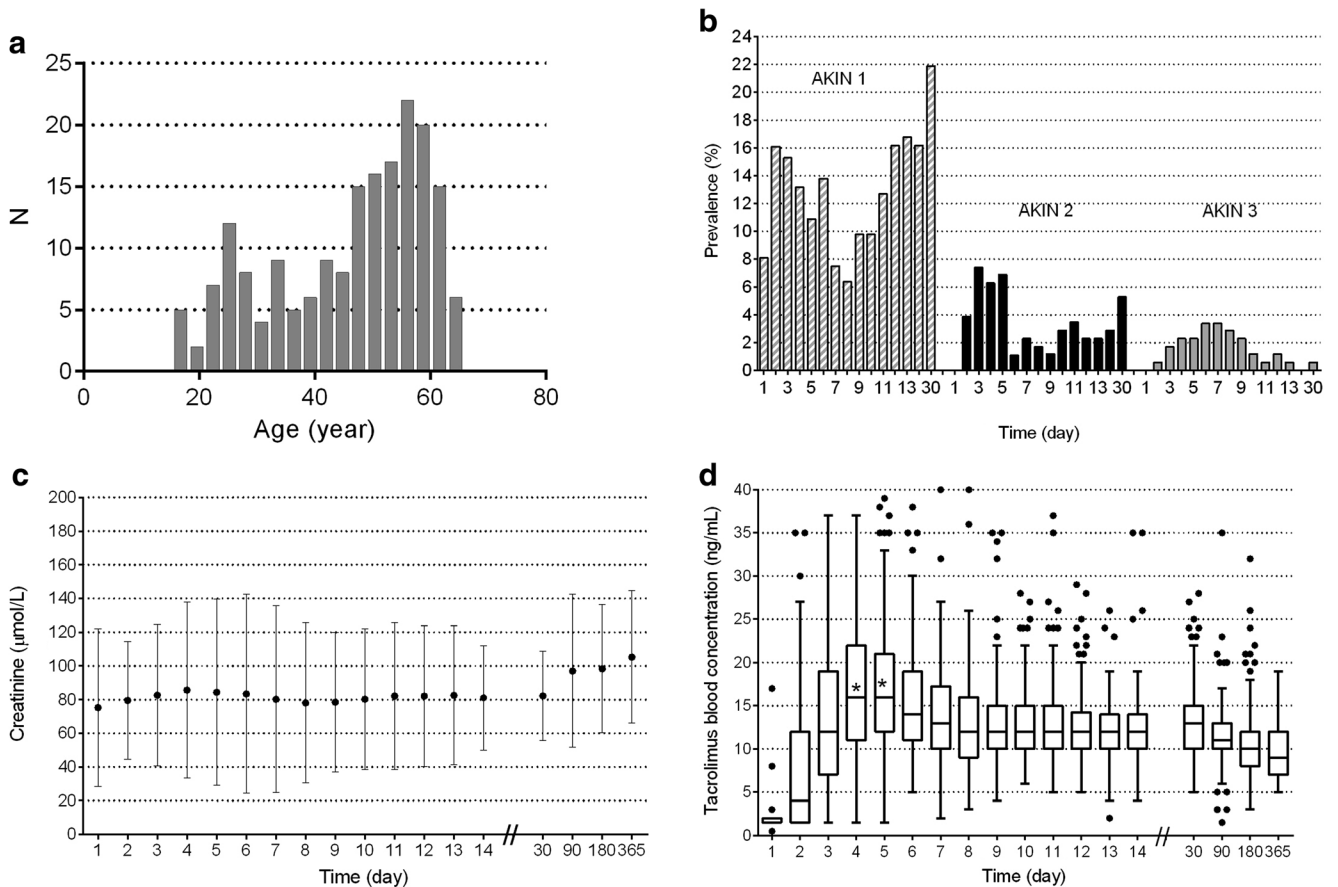 a
25
20
15
10
5
0
N
0 20 40 60 80
Age (year)
b
24
22
20
18
16
14
12
10
8
6
4
2
0
Prevalence (%)
AKIN 1
AKIN 2
AKIN 3
1 3 5 7 9 11 13 30 1 3 5 7 9 11 13 30 1 3 5 7 9 11 13 30
Time (day)
c
200
180
160
140
120
100
80
60
40
20
0
Creatinine (μmol/L)
1 2 3 4 5 6 7 8 9 10 11 12 13 14 // 30 90 180 365
Time (day)
d
40
35
30
25
20
15
10
5
0
Tacrolimus blood concentration (ng/mL)
* *
1 2 3 4 5 6 7 8 9 10 11 12 13 14 // 30 90 180 365
Time (day)